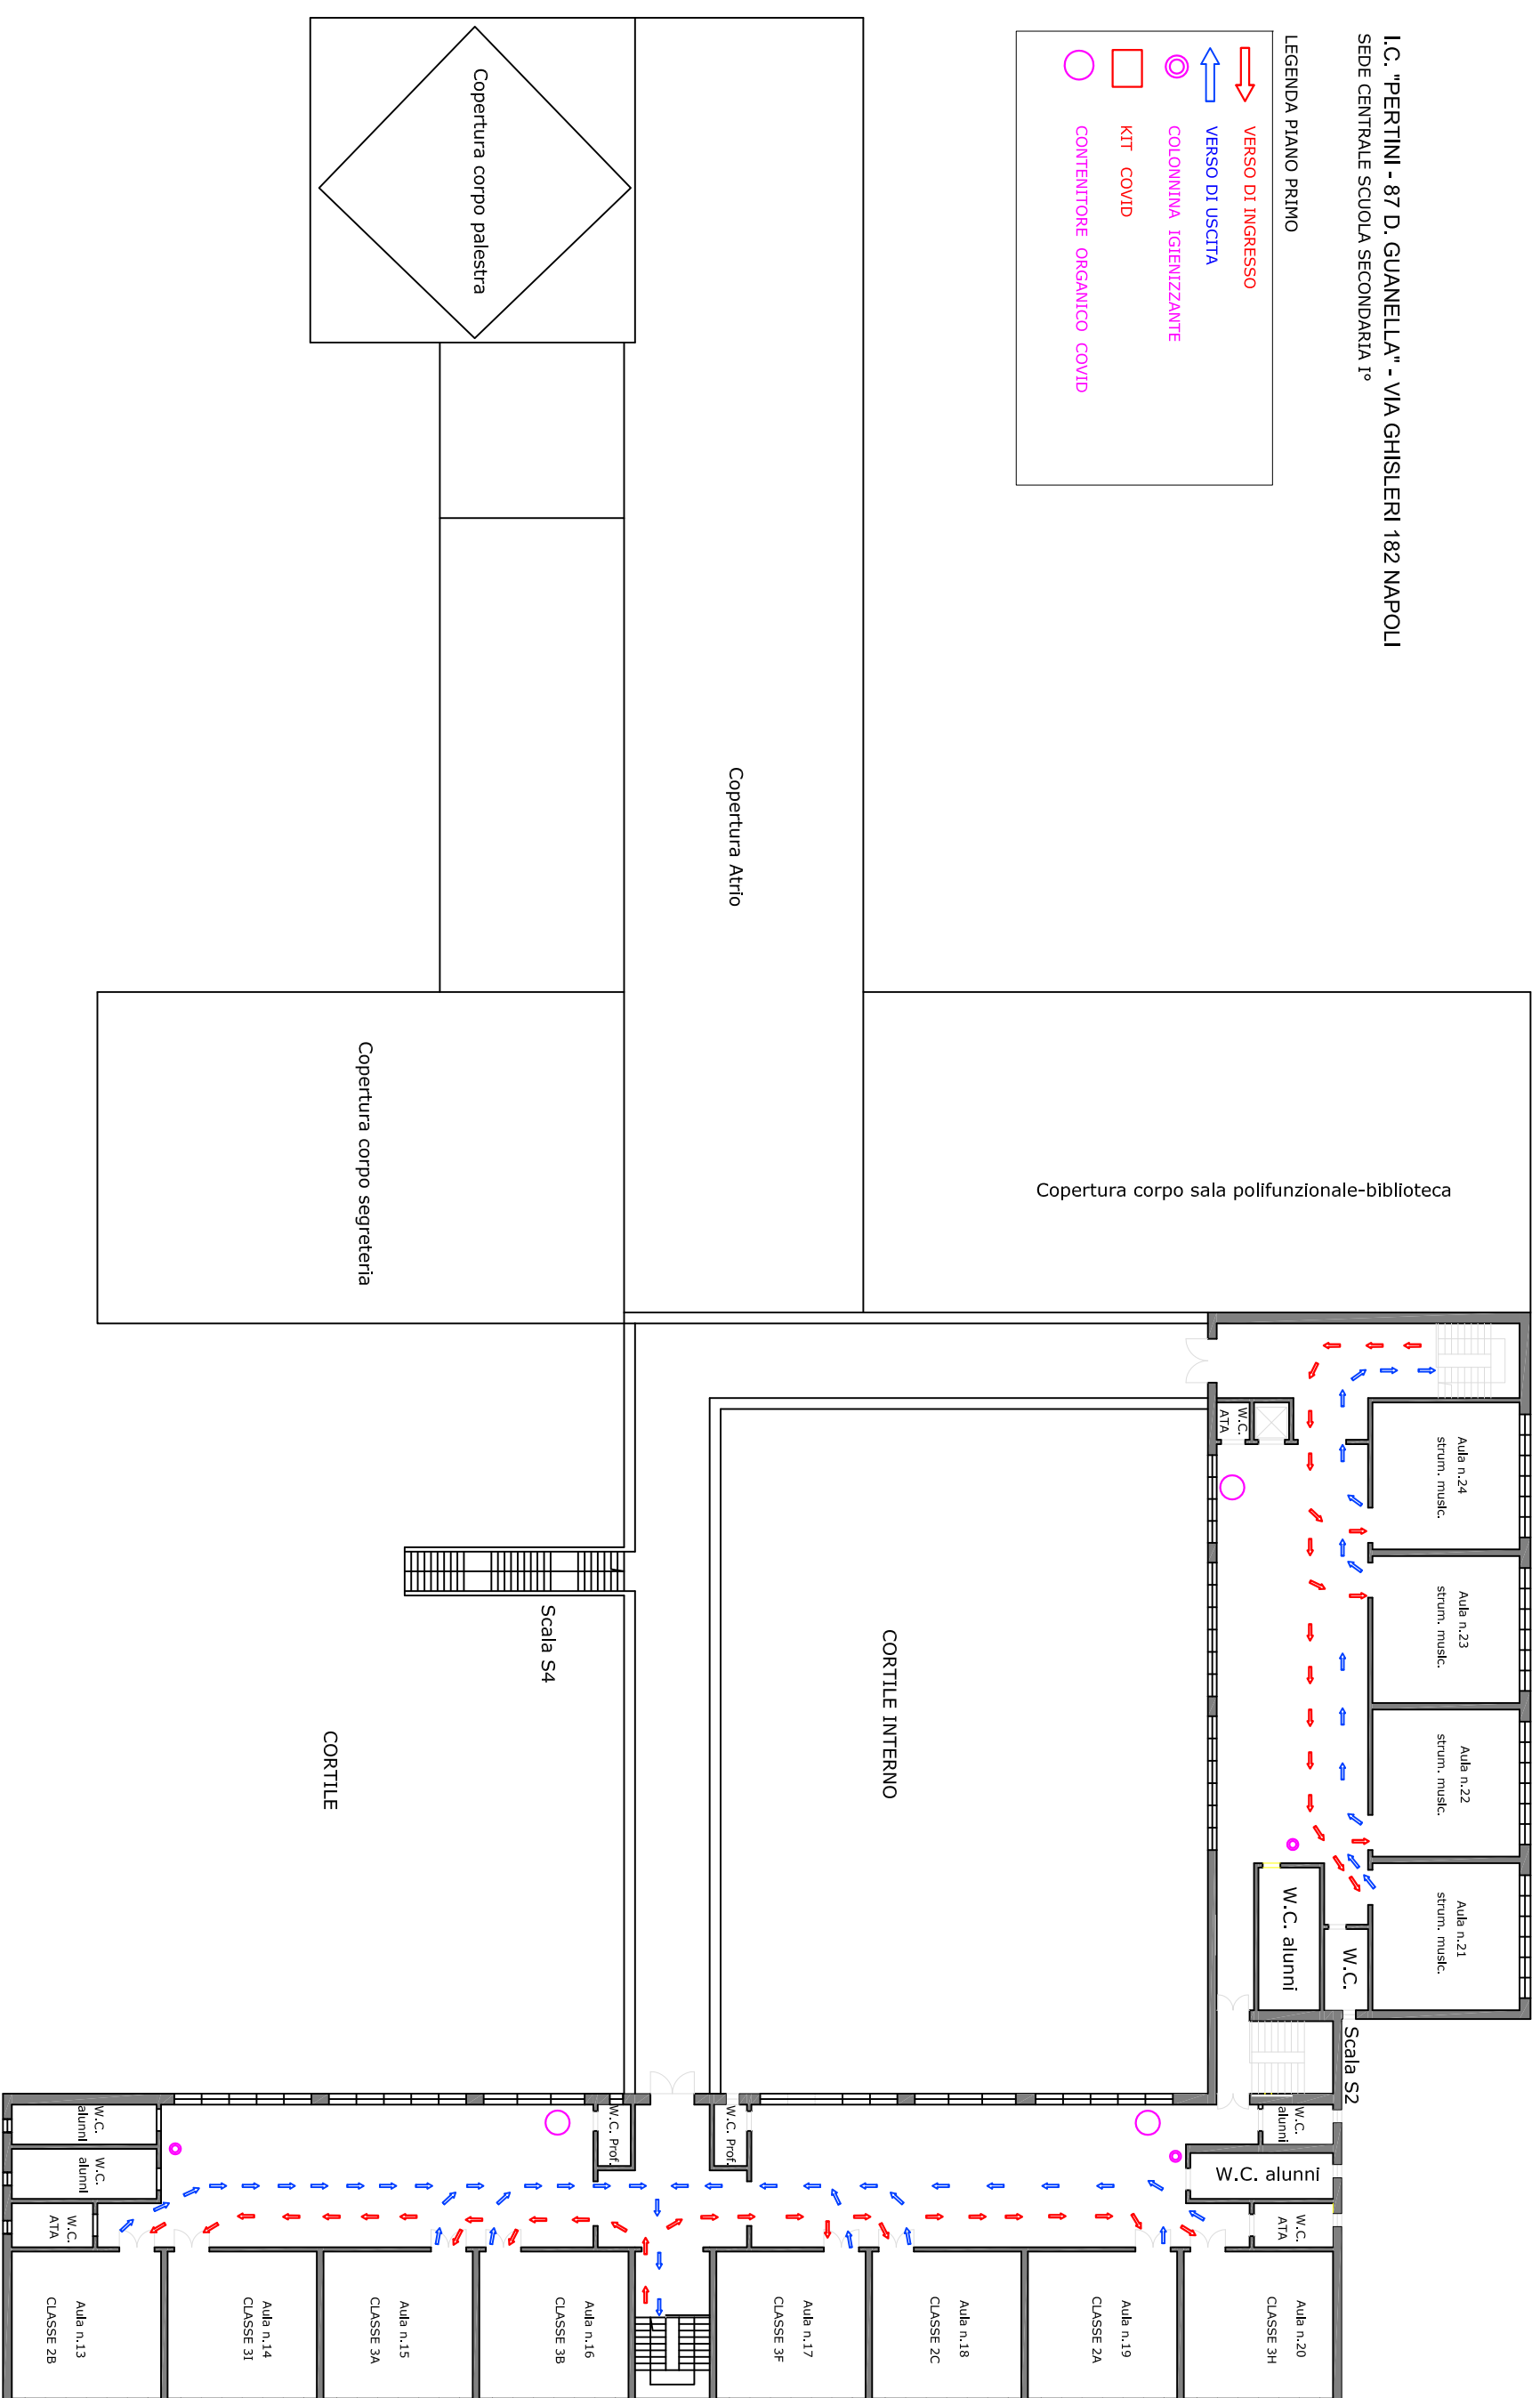 I.C. "PERTINI - 87 D. GUANELLA" - VIA GHISLERI 182 NAPOLI
SEDE CENTRALE SCUOLA SECONDARIA I°
LEGENDA PIANO PRIMO
VERSO DI INGRESSO
VERSO DI USCITA
COLONNINA IGIENIZZANTE
KIT COVID
CONTENITORE ORGANICO COVID
Copertura corpo palestra
Copertura Atrio
Copertura corpo segreteria
Copertura corpo sala polifunzionale-biblioteca
Aula n.24
strum. music.
Aula n.23
strum. music.
Aula n.22
strum. music.
Aula n.21
strum. music.
W.C.
ATA
W.C. alunni
W.C.
Scala S2
Scala S4
CORTILE INTERNO
CORTILE
W.C.
alunni
W.C. alunni
W.C.
ATA
W.C. Prof.
W.C. Prof.
W.C.
alunni
W.C.
alunni
W.C.
ATA
Aula n.20
CLASSE 3H
Aula n.19
CLASSE 2A
Aula n.18
CLASSE 2C
Aula n.17
CLASSE 3F
Aula n.16
CLASSE 3B
Aula n.15
CLASSE 3A
Aula n.14
CLASSE 3I
Aula n.13
CLASSE 2B